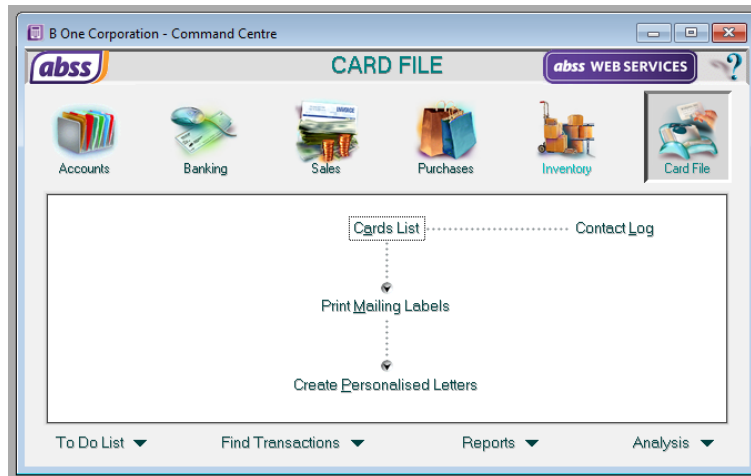 B One Corporation - Command Centre
abss
CARD FILE
abss WEB SERVICES
?
INVOICE
Accounts
Banking
Sales
Purchases
Inventory
Card File
Cards List
Contact Log
Print Mailing Labels
Create Personalised Letters
To Do List
Find Transactions
Reports
Analysis